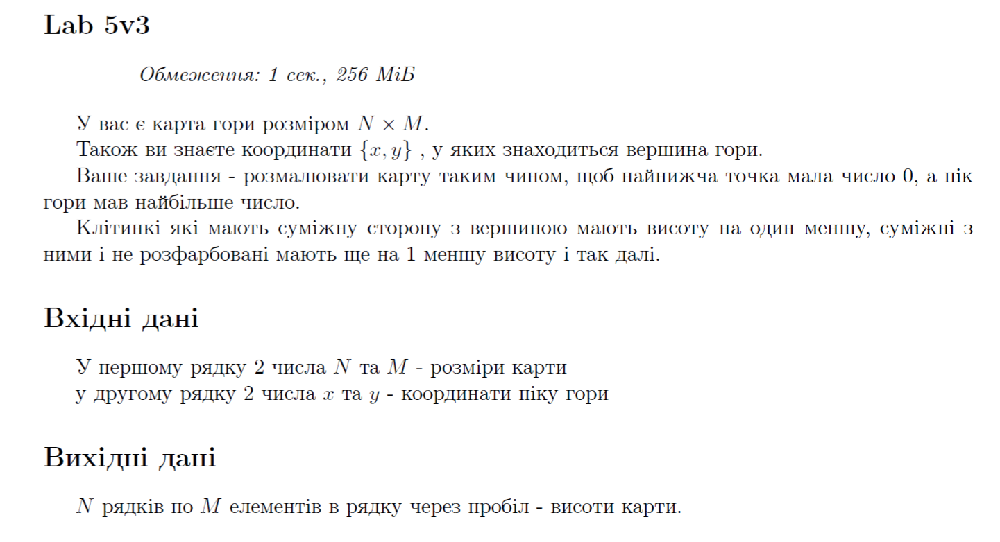 Lab 5v3
Обмеження: 1 сек., 256 МіБ
У вас є карта гори розміром N × M.
Також ви знаєте координати {x, y} , у яких знаходиться вершина гори.
Ваше завдання - розмалювати карту таким чином, щоб найнижча точка мала число 0, а пік
гори мав найбільше число.
Клітинкі які мають суміжну сторону з вершиною мають висоту на один меншу, суміжні з
ними і не розфарбовані мають ще на 1 меншу висоту і так далі.
Вхідні дані
У першому рядку 2 числа N та M - розміри карти
у другому рядку 2 числа x та y - координати піку гори
Вихідні дані
N рядків по M елементів в рядку через пробіл - висоти карти.